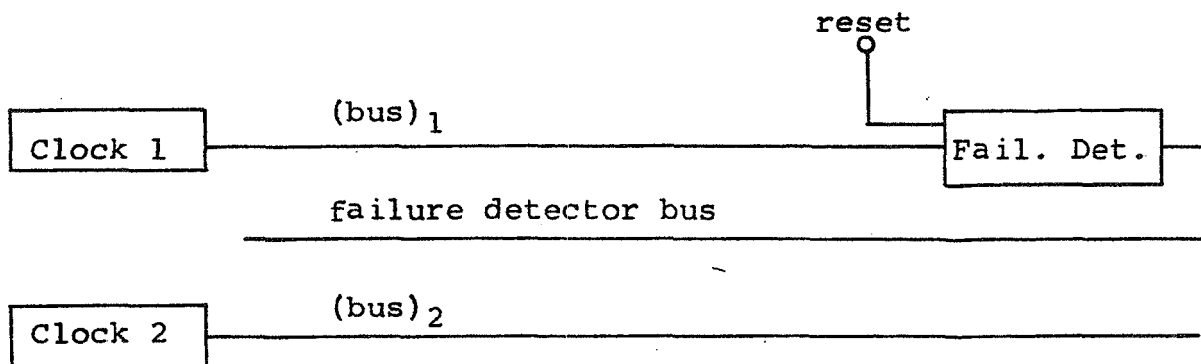 reset
(bus)1
Clock 1
Fail. Det.
failure detector bus
(bus)2
Clock 2